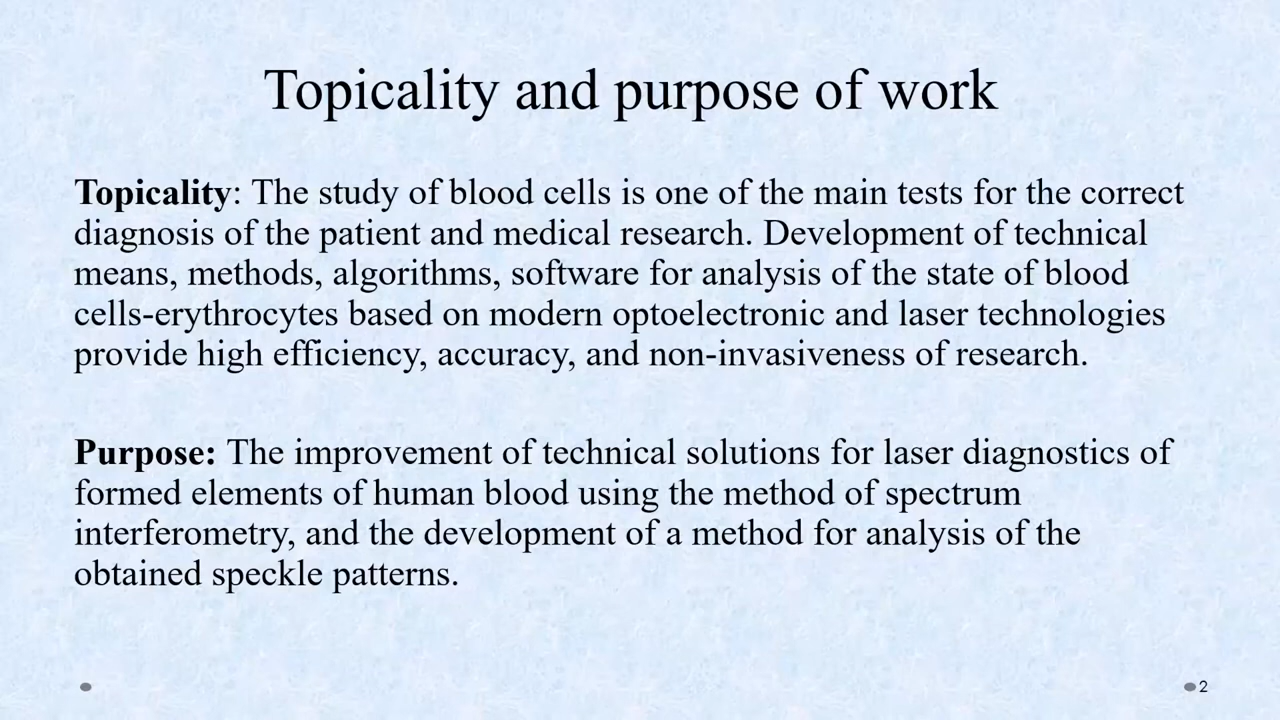 Topicality and purpose of work
Topicality: The study of blood cells is one of the main tests for the correct
diagnosis of the patient and medical research. Development of technical
means, methods, algorithms, software for analysis of the state of blood
cells-erythrocytes based on modern optoelectronic and laser technologies
provide high efficiency, accuracy, and non-invasiveness of research.
Purpose: The improvement of technical solutions for laser diagnostics of
formed elements of human blood using the method of spectrum
interferometry, and the development of a method for analysis of the
obtained speckle patterns.
2